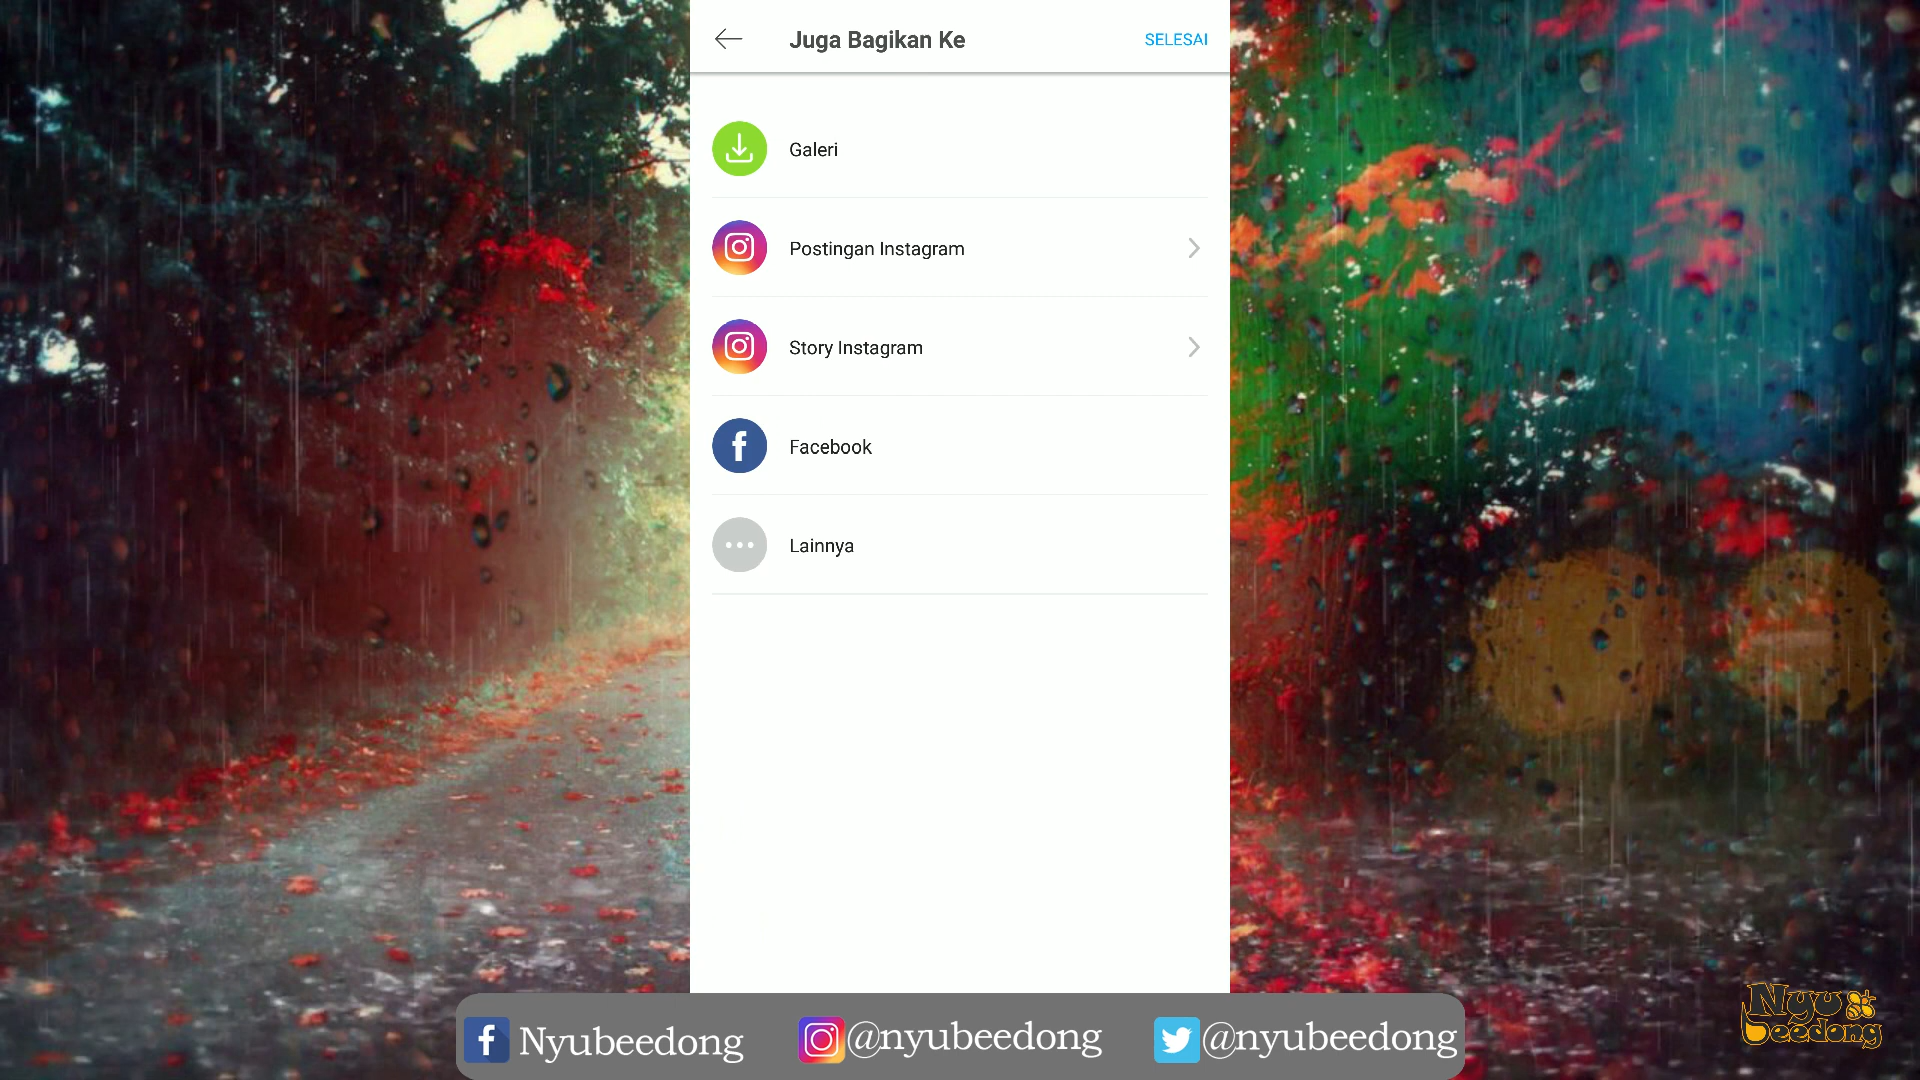 Juga Bagikan Ke
SELESAI
Galeri
Postingan Instagram
Story Instagram
Facebook
Lainnya
Nyubeedong
@nyubeedong
@nyubeedong
Nyu
beedong